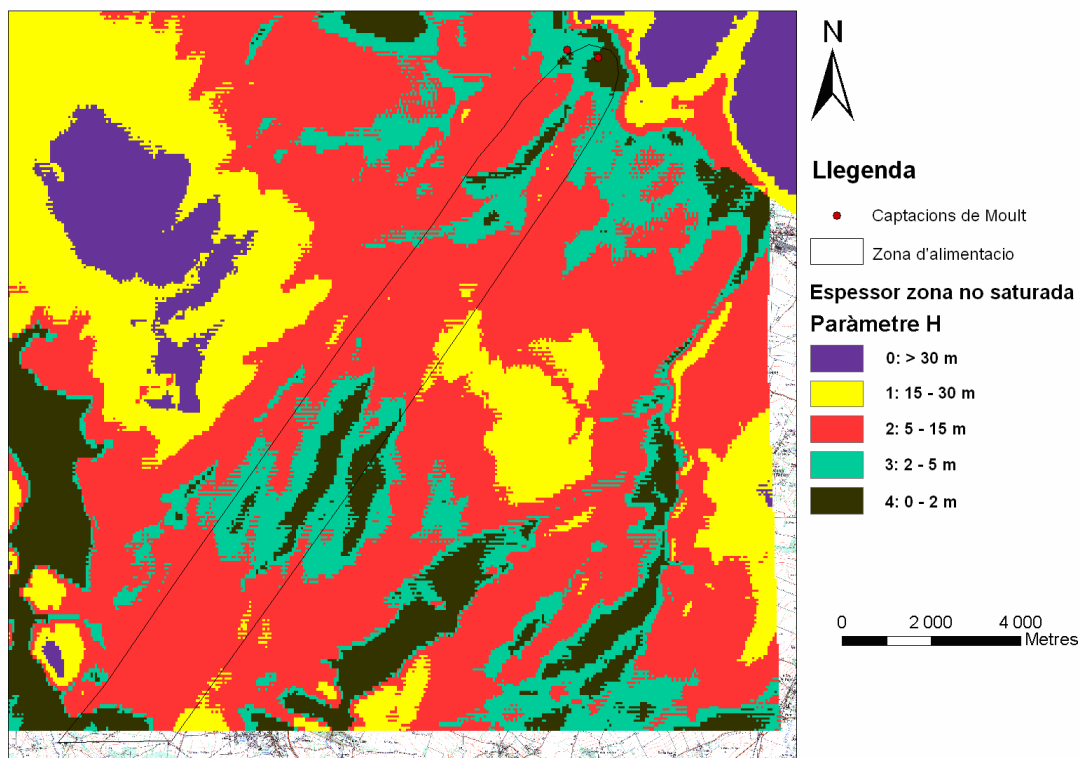 N
Llegenda
Captacions de Moult
Zona d'alimentacio
Espessor zona no saturada
Paràmetre H
0: > 30 m
1: 15 - 30 m
2: 5 - 15 m
3: 2 - 5 m
4: 0 - 2 m
0 2 000 4 000
Metres